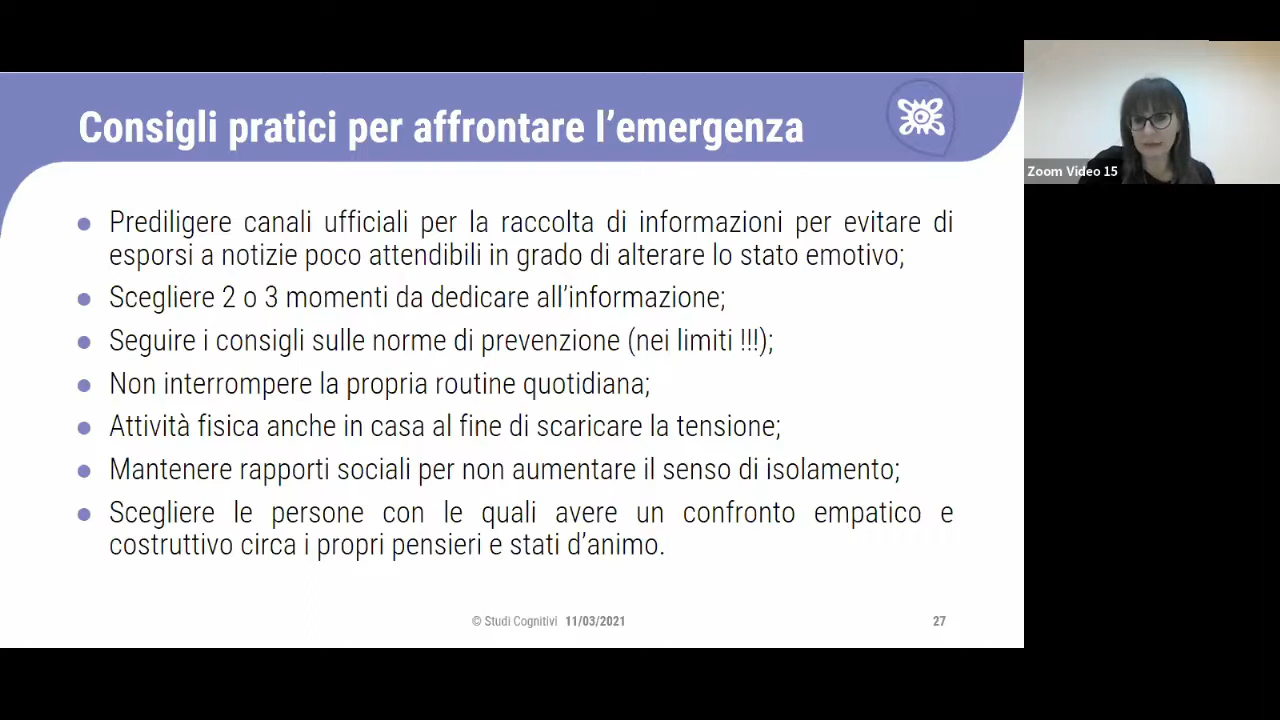 Consigli pratici per affrontare l’emergenza
Prediligere canali ufficiali per la raccolta di informazioni per evitare di
esporsi a notizie poco attendibili in grado di alterare lo stato emotivo;
Scegliere 2 o 3 momenti da dedicare all’informazione;
Seguire i consigli sulle norme di prevenzione (nei limiti !!!);
Non interrompere la propria routine quotidiana;
Attività fisica anche in casa al fine di scaricare la tensione;
Mantenere rapporti sociali per non aumentare il senso di isolamento;
Scegliere le persone con le quali avere un confronto empatico e
costruttivo circa i propri pensieri e stati d’animo.
© Studi Cognitivi 11/03/2021
27
Zoom Video 15